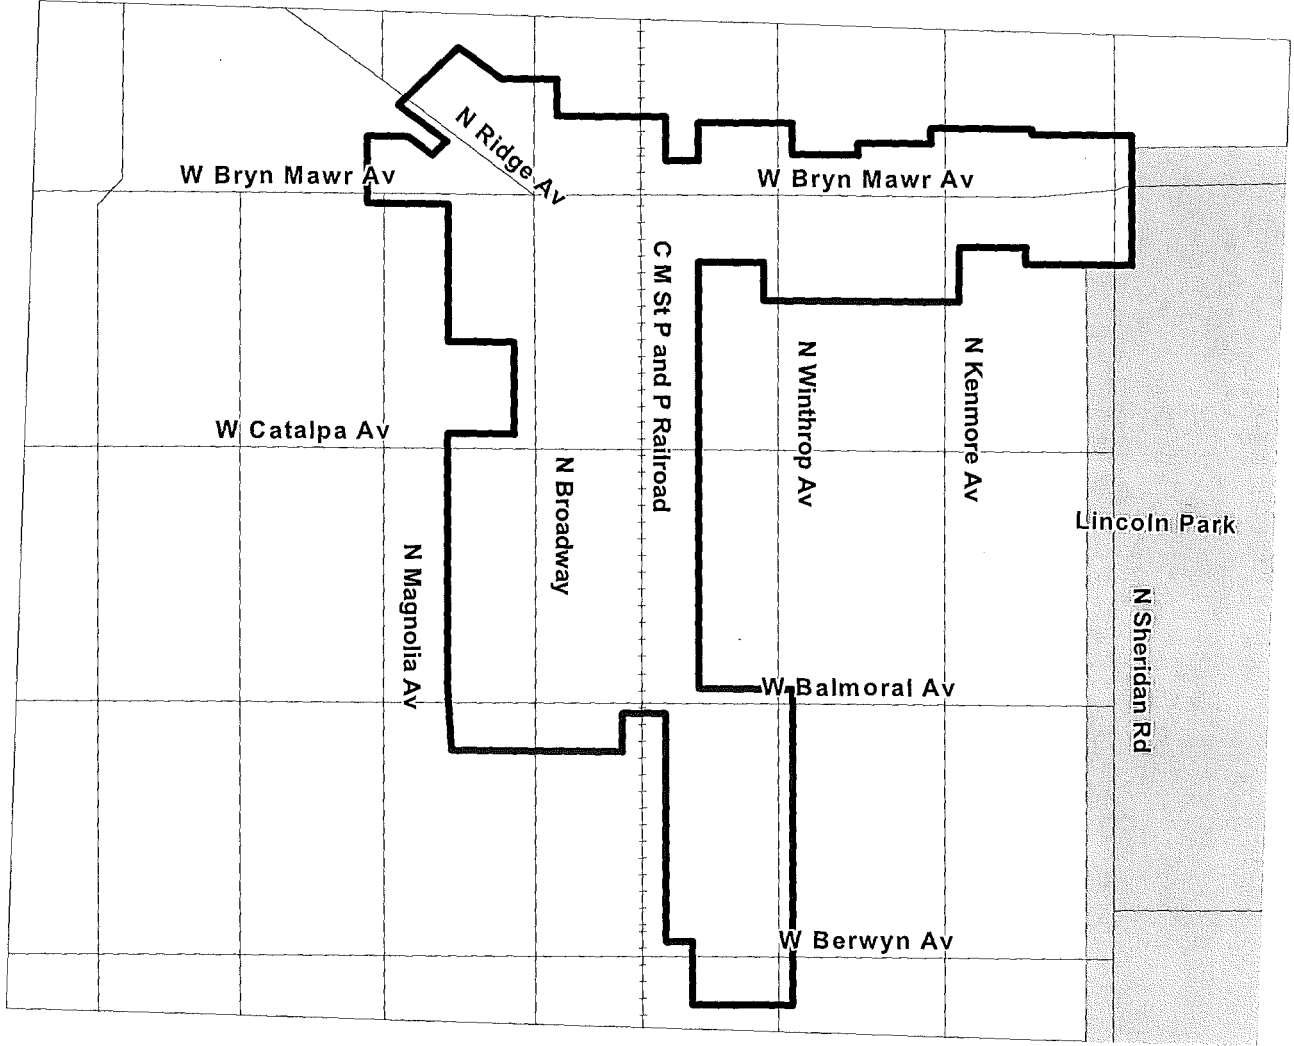 N Ridge Av
W Bryn Mawr Av
W Bryn Mawr Av
C M St P and P Railroad
N Winthrop Av
N Kenmore Av
W Catalpa Av
N Broadway
Lincoln Park
N Magnolia Av
N Sheridan Rd
W Balmoral Av
W Berwyn Av